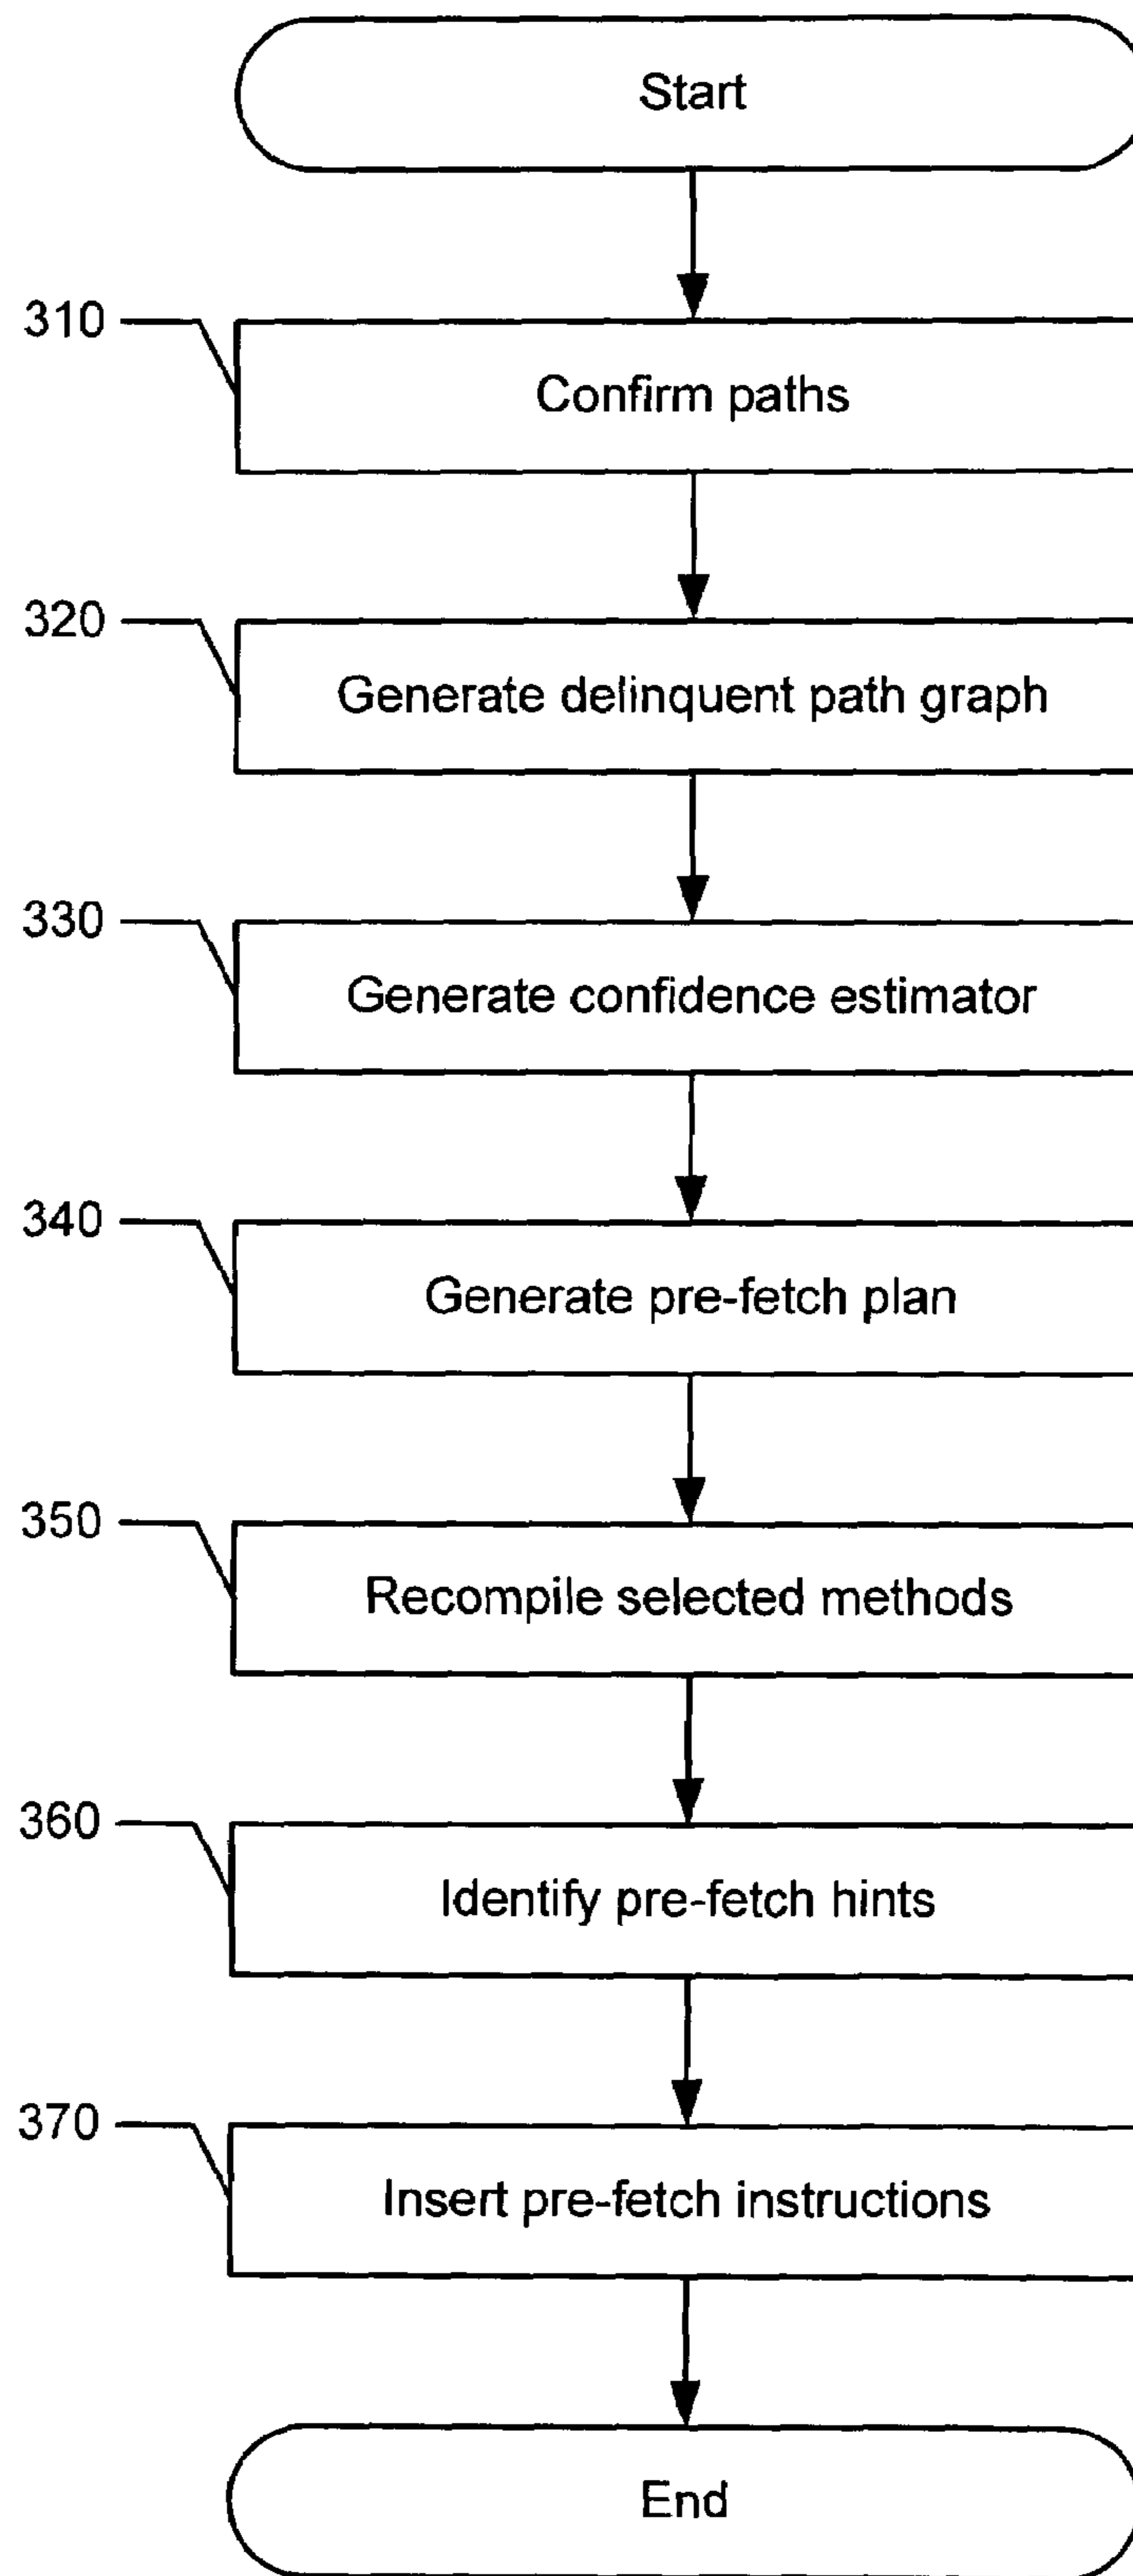 Start
310
Confirm paths
320
Generate delinquent path graph
330
Generate confidence estimator
340
Generate pre-fetch plan
350
Recompile selected methods
360
Identify pre-fetch hints
370
Insert pre-fetch instructions
End